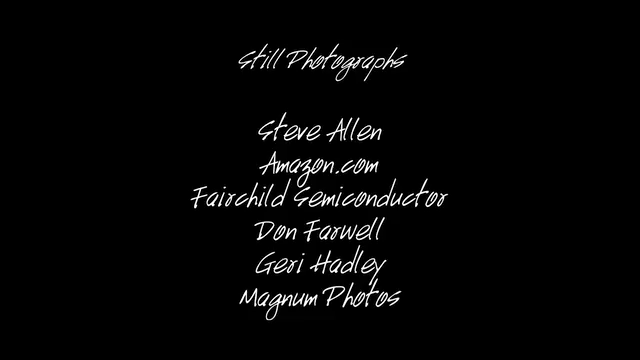 Still Photographs
Steve Allen
Amazon.com
Fairchild Semiconductor
Don Farwell
Geri Hadley
Magnum Photos